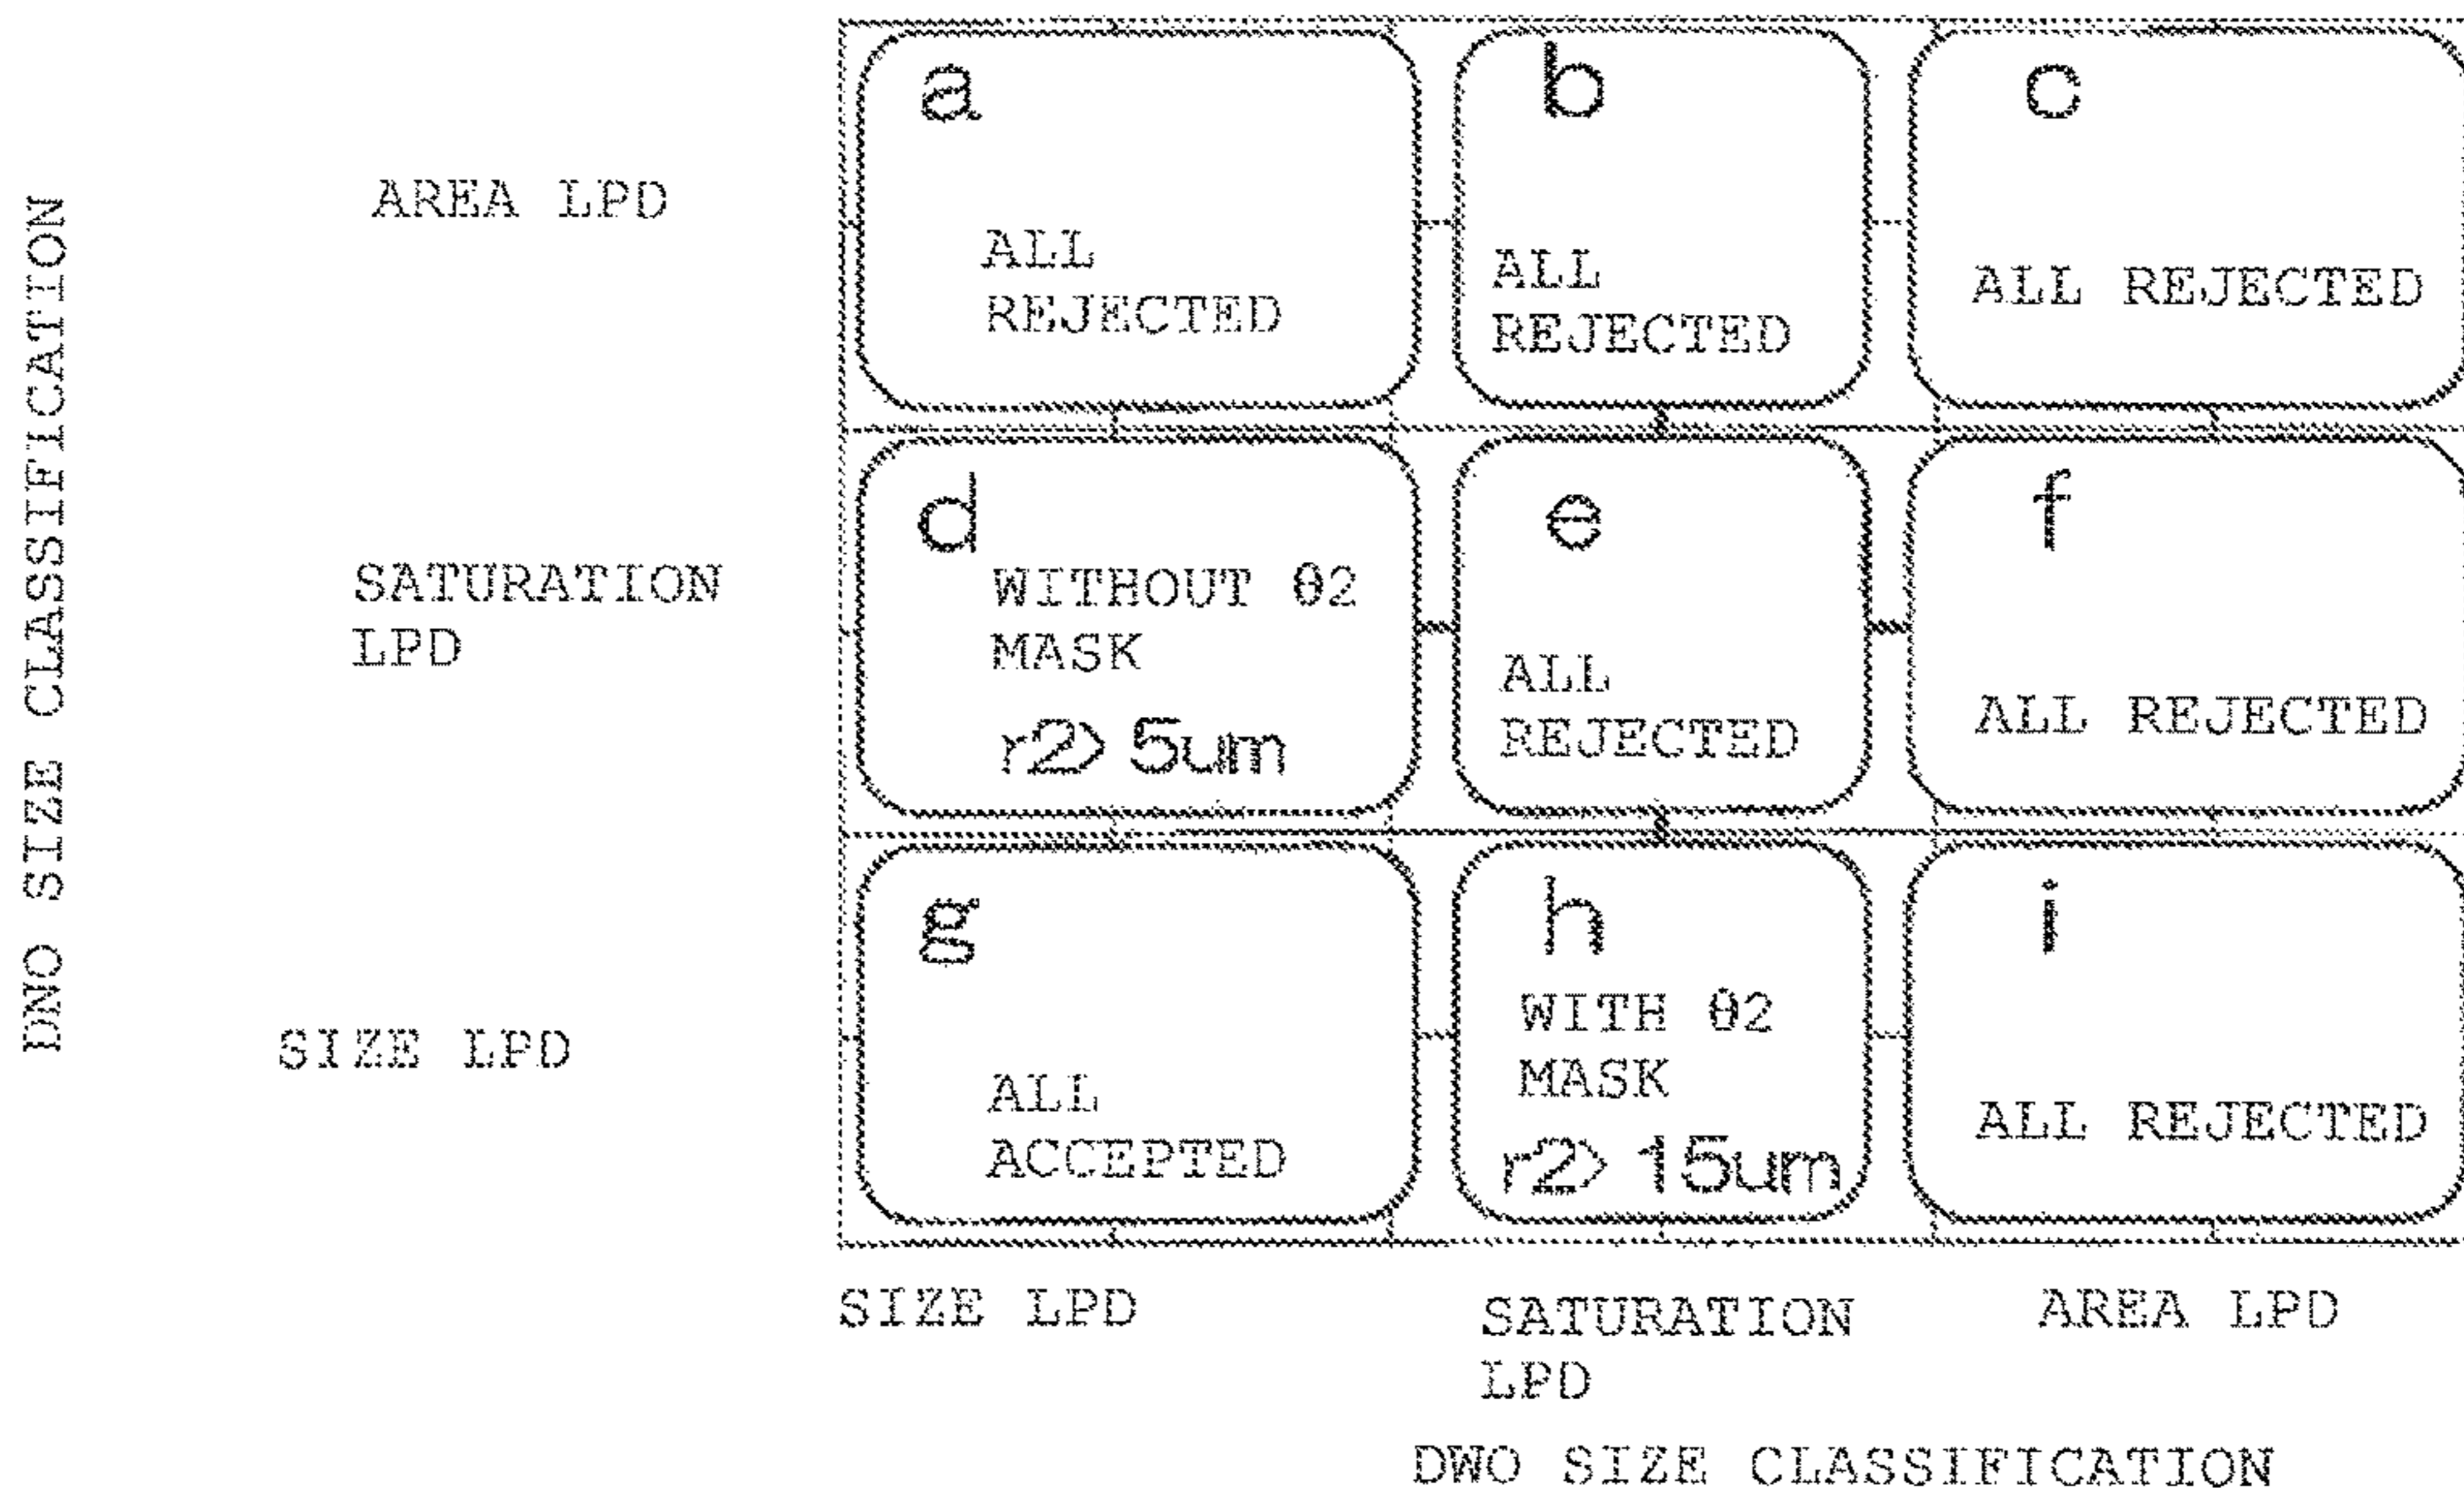 DNO SIZE CLASSIFICATION
AREA LPD
a
ALL
REJECTED
b
ALL
REJECTED
c
ALL REJECTED
SATURATION
LPD
d
WITHOUT θ2
MASK
r2> 5um
e
ALL
REJECTED
f
ALL REJECTED
SIZE LPD
g
ALL
ACCEPTED
h
WITH θ2
MASK
r2> 15um
i
ALL REJECTED
SIZE LPD
SATURATION
LPD
AREA LPD
DWO SIZE CLASSIFICATION